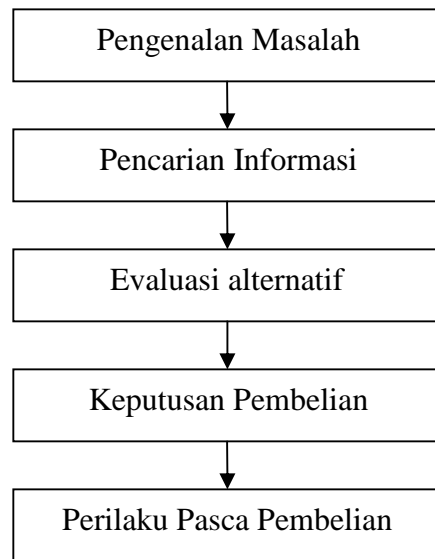 Pengenalan Masalah
Pencarian Informasi
Evaluasi alternatif
Keputusan Pembelian
Perilaku Pasca Pembelian